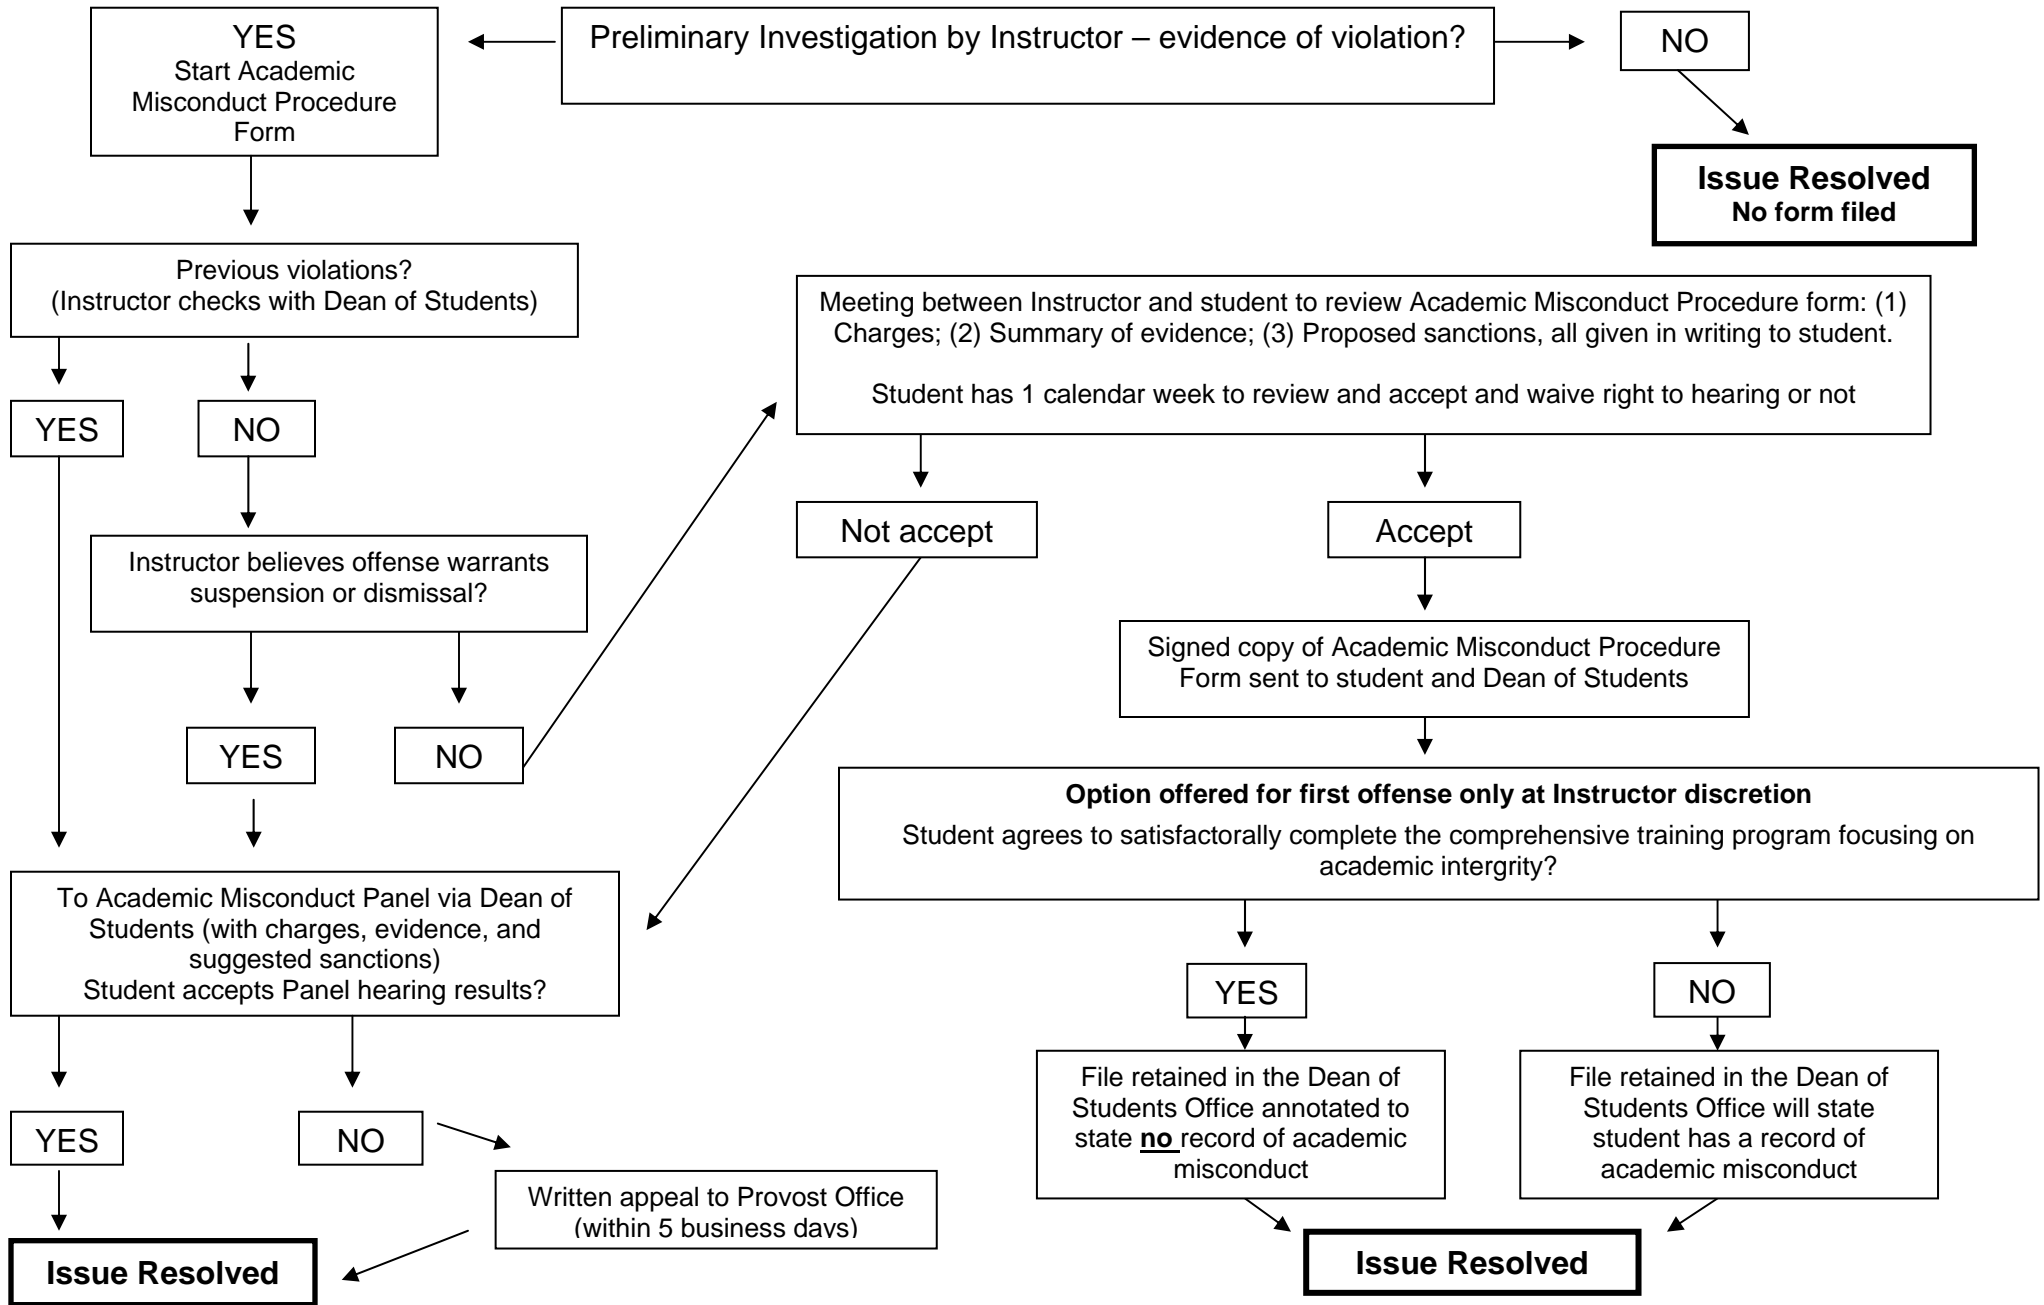 Preliminary Investigation by Instructor – evidence of violation?
YES
Start Academic
Misconduct Procedure
Form
NO
Issue Resolved
No form filed
Previous violations?
(Instructor checks with Dean of Students)
YES
NO
Instructor believes offense warrants
suspension or dismissal?
YES
NO
Meeting between Instructor and student to review Academic Misconduct Procedure form: (1)
Charges; (2) Summary of evidence; (3) Proposed sanctions, all given in writing to student.
Student has 1 calendar week to review and accept and waive right to hearing or not
Not accept
Accept
Signed copy of Academic Misconduct Procedure
Form sent to student and Dean of Students
Option offered for first offense only at Instructor discretion
Student agrees to satisfactorally complete the comprehensive training program focusing on
academic intergrity?
YES
NO
File retained in the Dean of
Students Office annotated to
state no record of academic
misconduct
File retained in the Dean of
Students Office will state
student has a record of
academic misconduct
Issue Resolved
To Academic Misconduct Panel via Dean of
Students (with charges, evidence, and
suggested sanctions)
Student accepts Panel hearing results?
YES
NO
Written appeal to Provost Office
(within 5 business days)
Issue Resolved